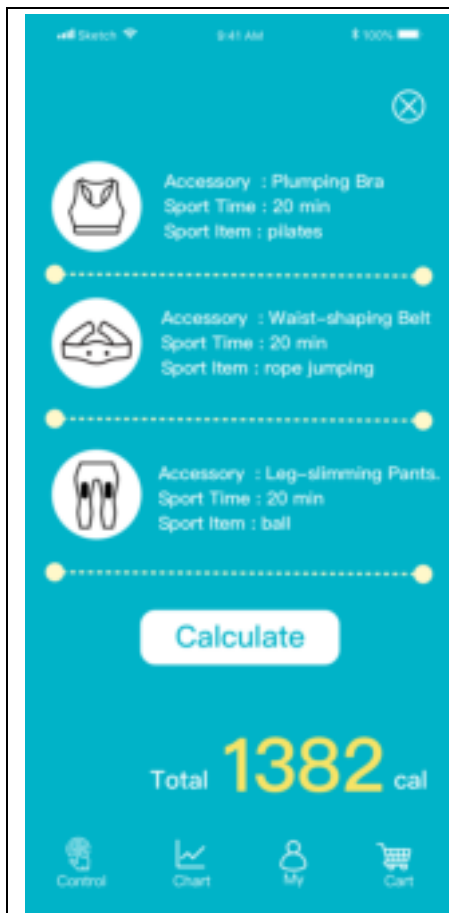 Sketch 9:41 AM 100%
Accessory : Plumping Bra
Sport Time : 20 min
Sport Item : pilates
Accessory : Waist-shaping Belt
Sport Time : 20 min
Sport Item : rope jumping
Accessory : Leg-slimming Pants.
Sport Time : 20 min
Sport Item : ball
Calculate
Total 1382 cal
Control Chart My Cart